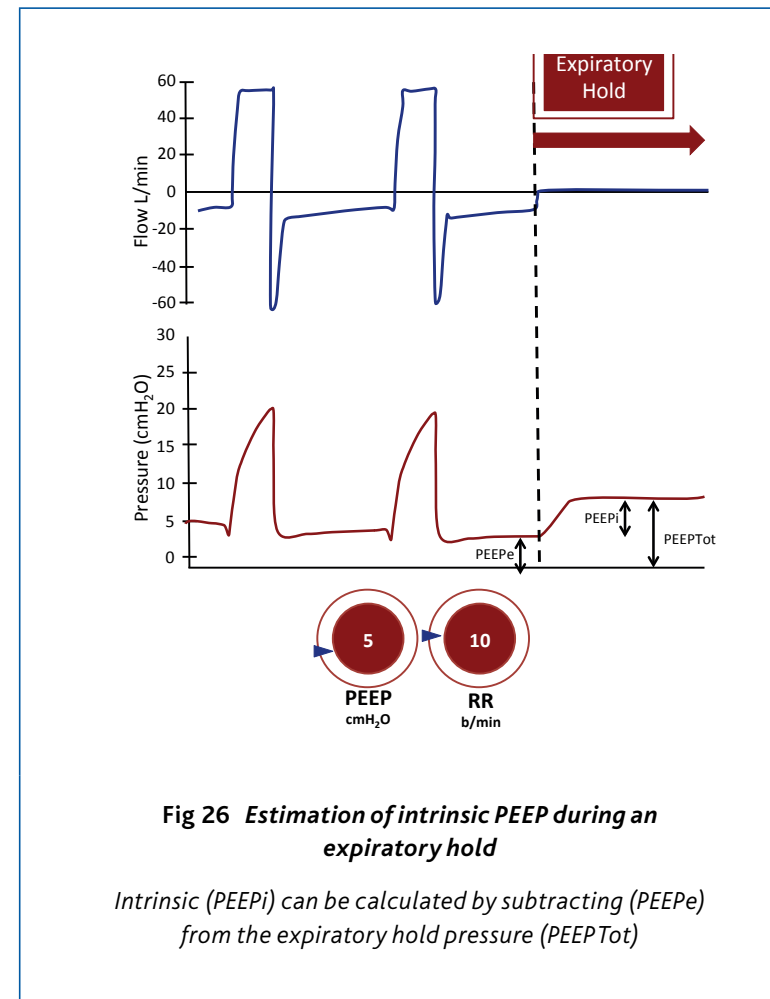 Expiratory
Hold
60
40
20
0
-20
-40
-60
Flow L/min
30
25
20
15
10
5
0
Pressure (cmH₂O)
PEEPi
PEEPTot
PEEPe
5
10
PEEP
cmH₂O
RR
b/min
Fig 26 Estimation of intrinsic PEEP during an
expiratory hold
Intrinsic (PEEPi) can be calculated by subtracting (PEEPe)
from the expiratory hold pressure (PEEPTot)